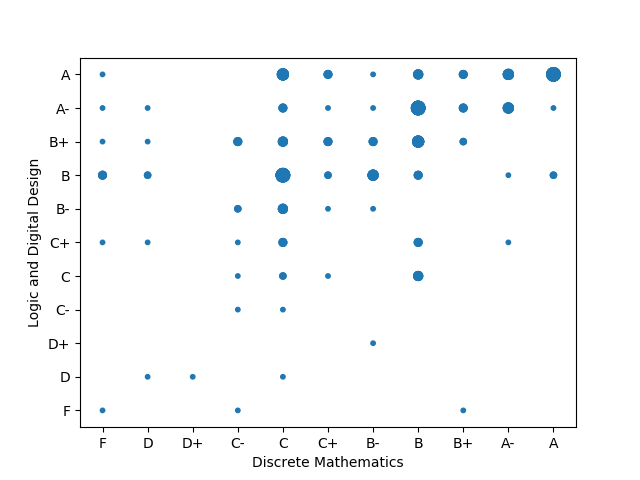 Logic and Digital Design
A
A-
B+
B
B-
C+
C
C-
D+
D
F
F D D+ C- C C+ B- B B+ A- A
Discrete Mathematics